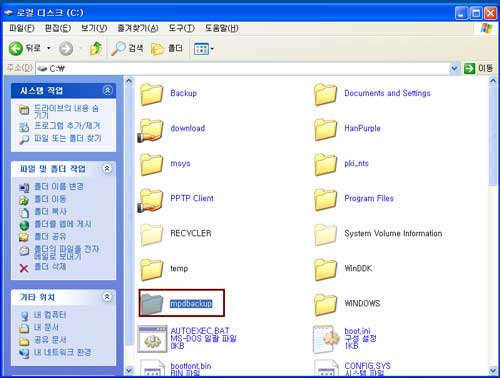 로컬 디스크 (C:)
파일(F) 편집(E) 보기(V) 즐겨찾기(A) 도구(T) 도움말(H)
뒤로 검색 폴더
주소(D) C:\ 이동
시스템 작업
드라이브의 내용 숨
기기
프로그램 추가/제거
파일 또는 폴더 찾기
파일 및 폴더 작업
폴더 이름 변경
폴더 이동
폴더 복사
폴더를 웹에 게시
폴더 공유
폴더의 파일을 전자
메일로 보내기
폴더 삭제
기타 위치
내 컴퓨터
내 문서
공유 문서
내 네트워크 환경
Backup Documents and Settings
download HanPurple
msys pki_nts
PPTP Client Program Files
RECYCLER System Volume Information
temp WinDDK
mpdbackup WINDOWS
AUTOEXEC.BAT
MS-DOS 일괄 파일
0KB
boot.ini
구성 설정
1KB
bootfont.bin
BIN 파일
CONFIG.SYS
시스템 파일